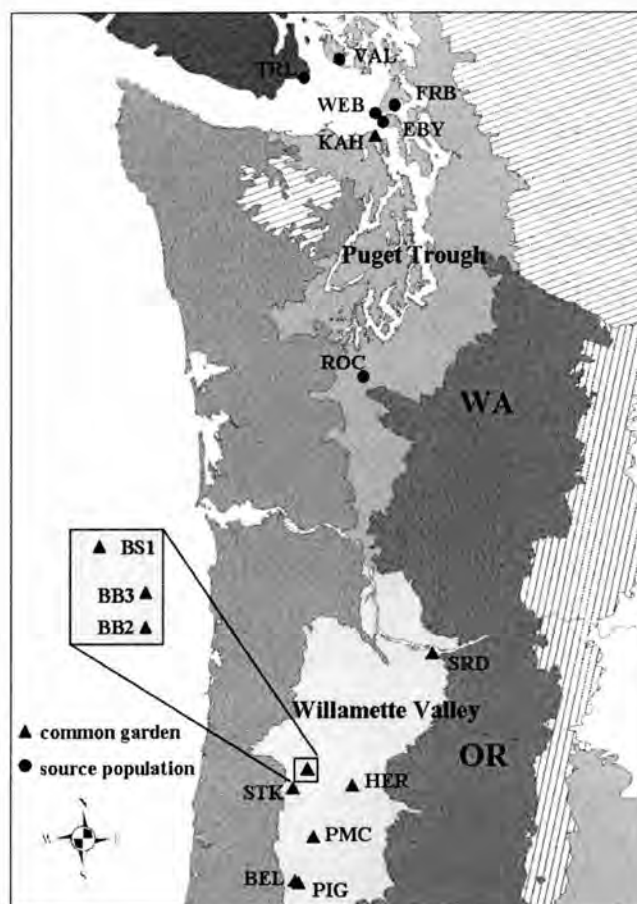 VAL
TRL
FRB
WEB
EBY
KAH
Puget Trough
ROC
WA
BS1
BB3
BB2
SRD
Willamette Valley
common garden
OR
source population
STK
HER
N
W E
S
PMC
BEL
PIG